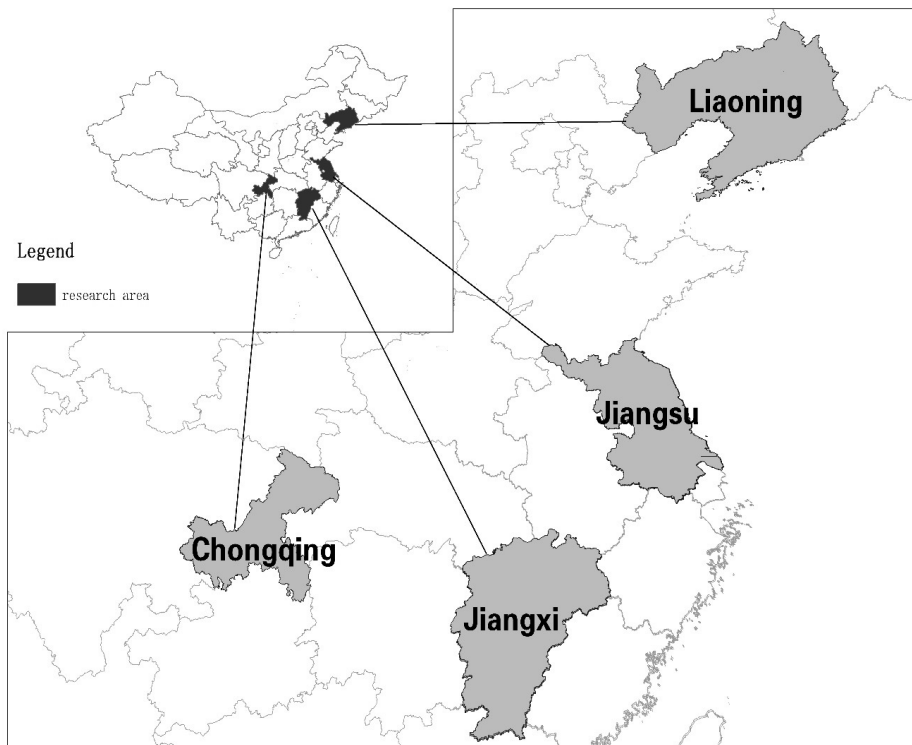 Liaoning
Legend
research area
Jiangsu
Chongqing
Jiangxi